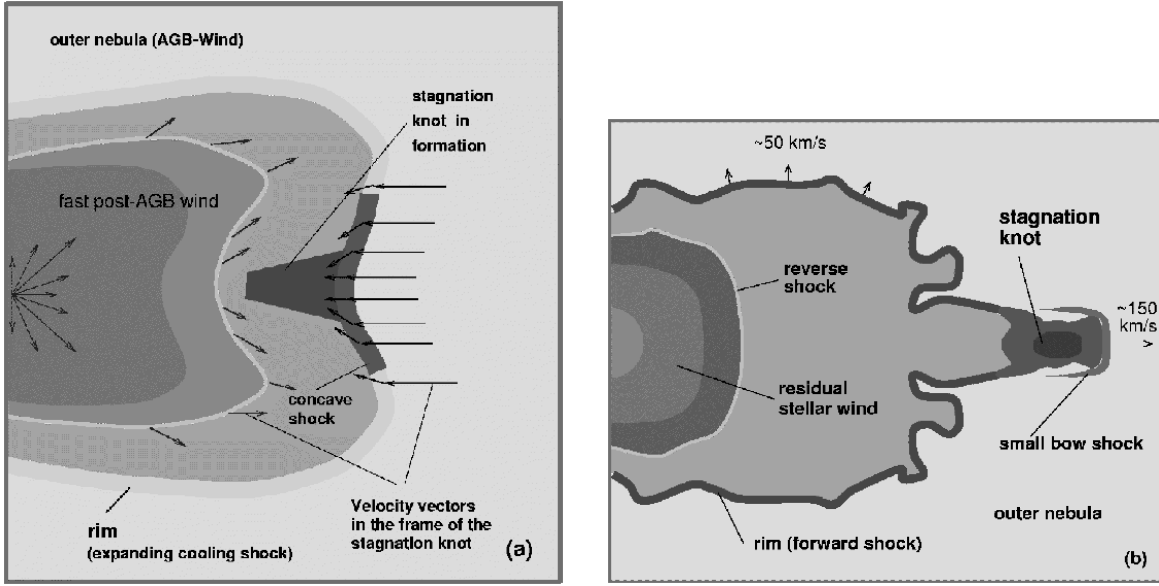 outer nebula (AGB-Wind)
stagnation
knot in
formation
fast post-AGB wind
concave
shock
Velocity vectors
in the frame of the
stagnation knot
rim
(expanding cooling shock)
(a)
~50 km/s
stagnation
knot
reverse
shock
~150
km/s
residual
stellar wind
small bow shock
outer nebula
rim (forward shock)
(b)